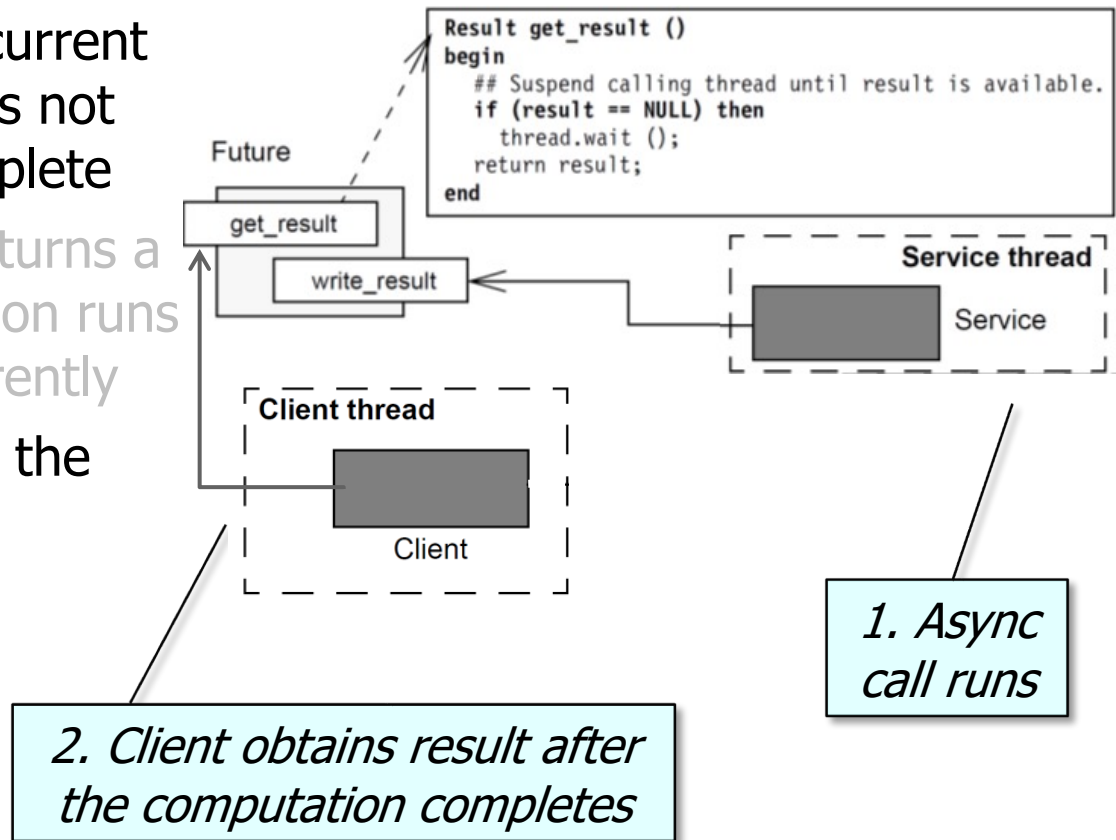 current
s not
plete
turns a
on runs
rently
the
Result get_result ()
begin
## Suspend calling thread until result is available.
if (result == NULL) then
thread.wait ();
return result;
end
Future
get_result
write_result
Service thread
Service
Client thread
Client
1. Async
call runs
2. Client obtains result after
the computation completes